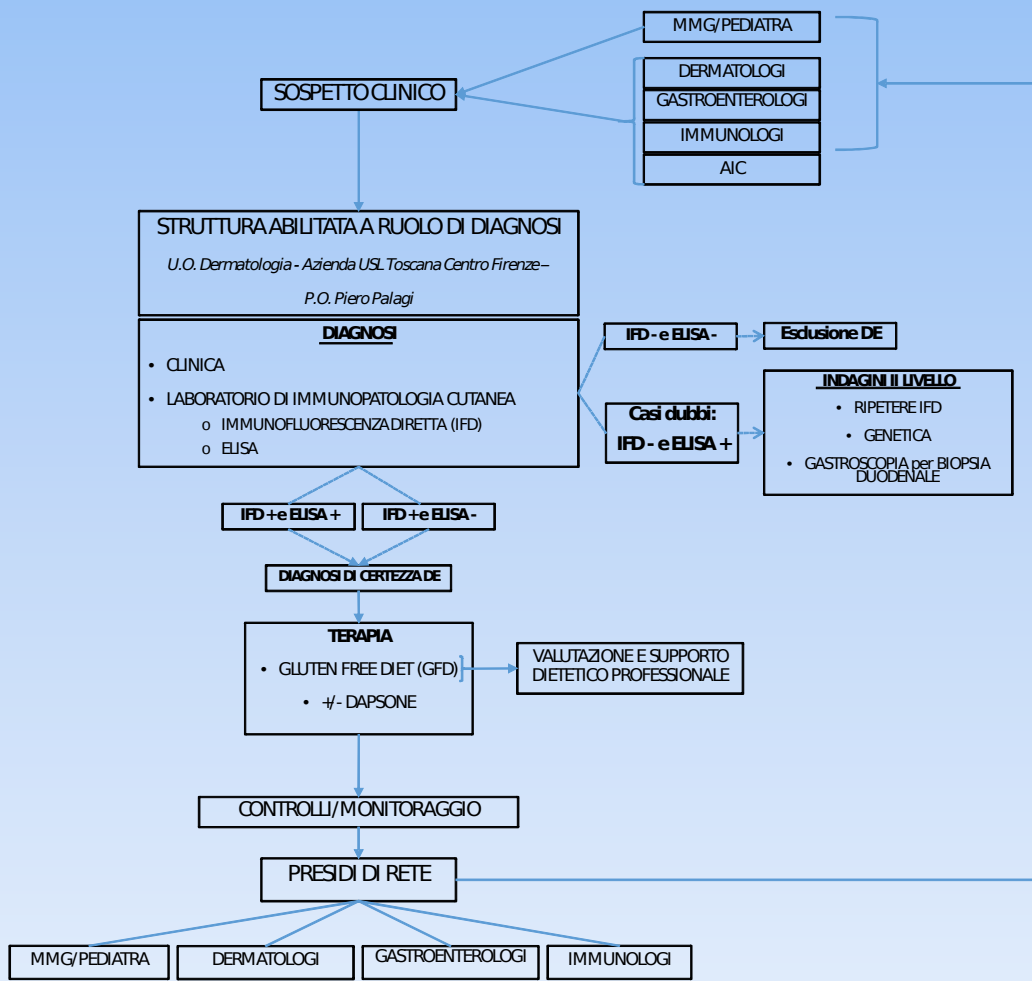 MMG/PEDIATRA
DERMATOLOGI
GASTROENTEROLOGI
IMMUNOLOGI
AIC
SOSPETTO CLINICO
STRUTTURA ABILITATA A RUOLO DI DIAGNOSI
U.O. Dermatologia - Azienda USL Toscana Centro Firenze –
P.O. Piero Palagi
DIAGNOSI
• CLINICA
• LABORATORIO DI IMMUNOPATOLOGIA CUTANEA
o IMMUNOFLUORESCENZA DIRETTA (IFD)
o ELISA
IFD - e ELISA -
Esclusione DE
Casi dubbi:
IFD - e ELISA +
INDAGINI II LIVELLO
• RIPETERE IFD
• GENETICA
• GASTROSCOPIA per BIOPSIA
DUODENALE
IFD + e ELISA +
IFD + e ELISA -
DIAGNOSI DI CERTEZZA DE
TERAPIA
• GLUTEN FREE DIET (GFD)
• +/- DAPSONE
VALUTAZIONE E SUPPORTO
DIETETICO PROFESSIONALE
CONTROLLI/MONITORAGGIO
PRESIDI DI RETE
MMG/PEDIATRA
DERMATOLOGI
GASTROENTEROLOGI
IMMUNOLOGI